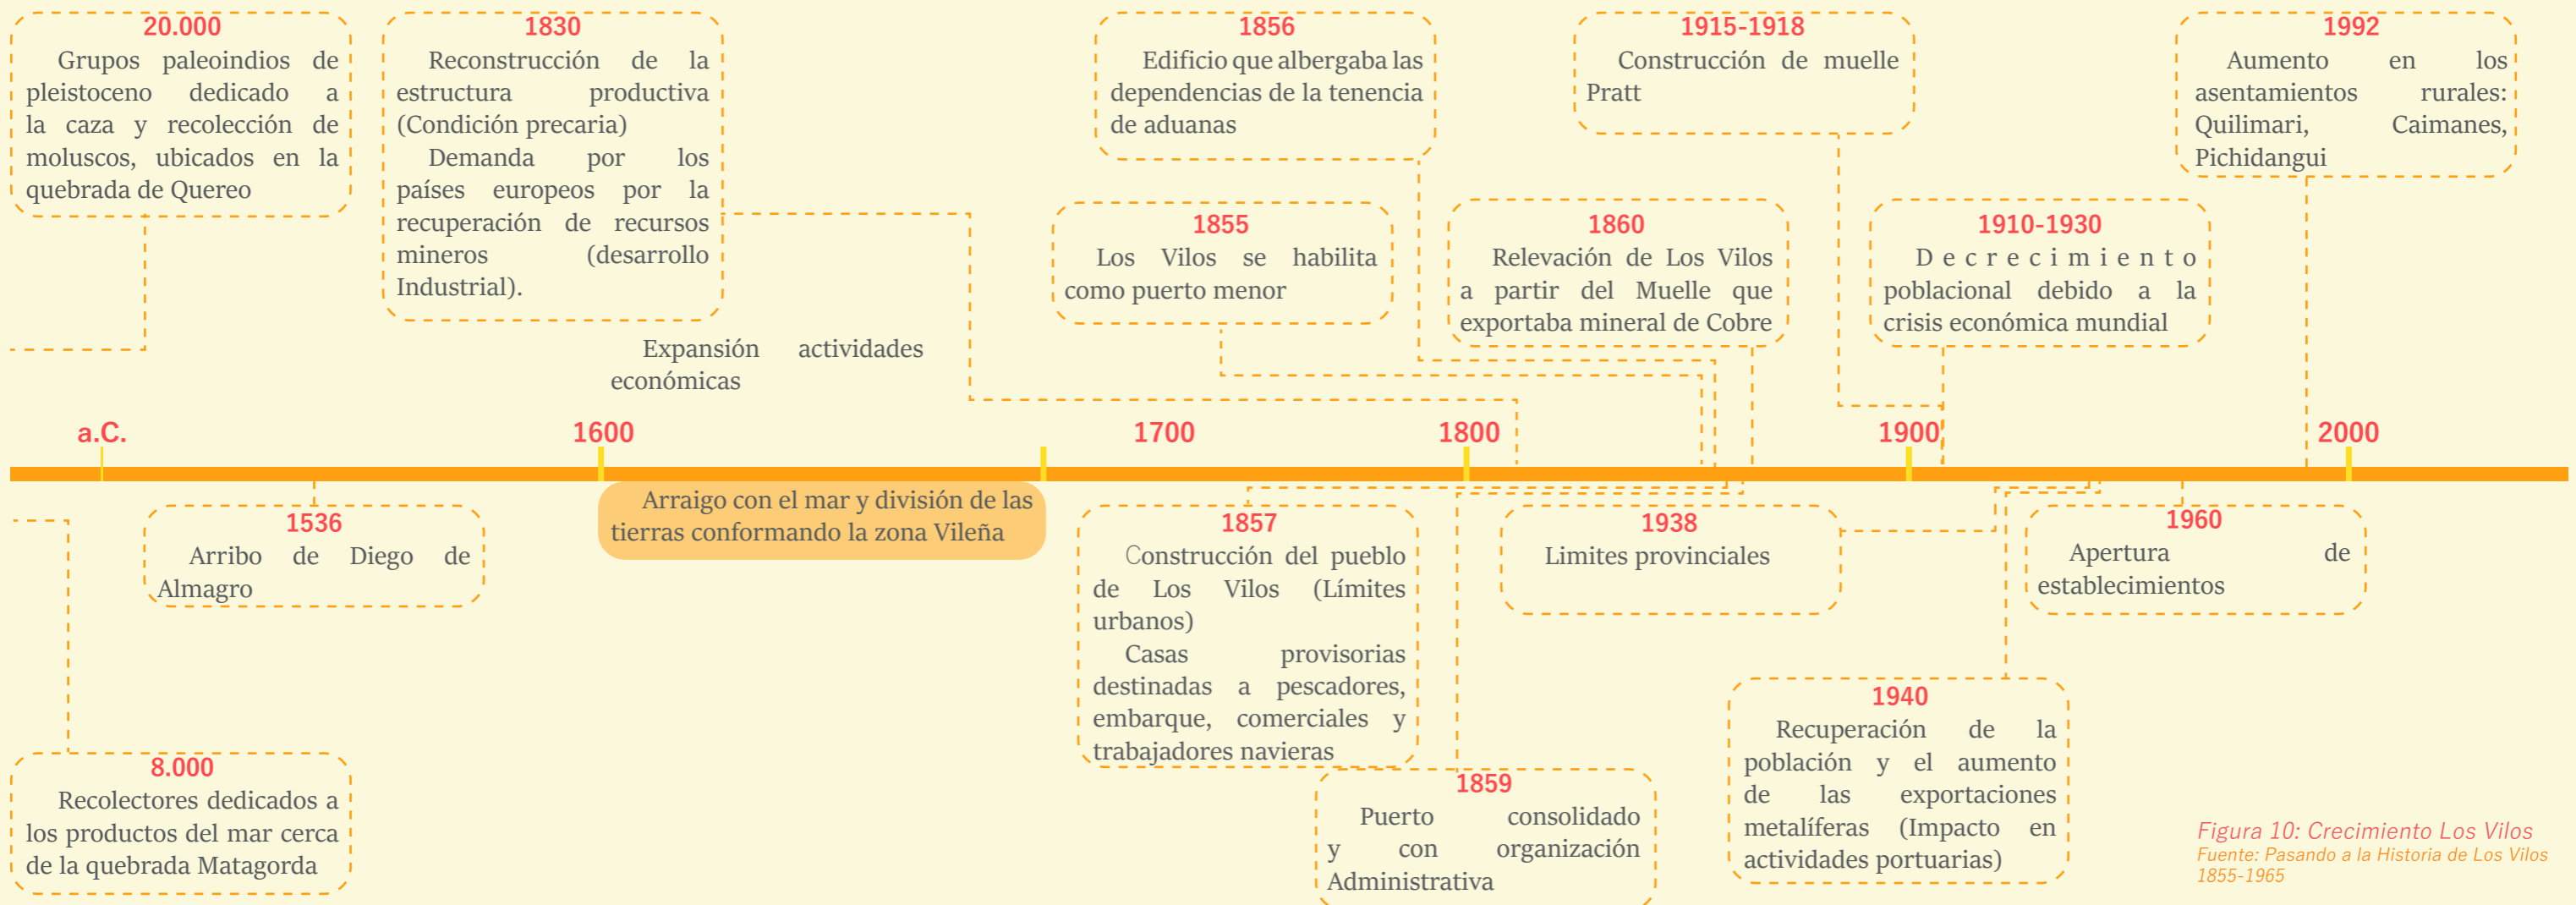 20.000
Grupos paleoindios de
pleistoceno dedicado a
la caza y recolección de
moluscos, ubicados en la
quebrada de Quereo
1830
Reconstrucción de la
estructura productiva
(Condición precaria)
Demanda por los
países europeos por la
recuperación de recursos
mineros (desarrollo
Industrial).
1856
Edificio que albergaba las
dependencias de la tenencia
de aduanas
1915-1918
Construcción de muelle
Pratt
1992
Aumento en los
asentamientos rurales:
Quilimari, Caimanes,
Pichidangui
1855
Los Vilos se habilita
como puerto menor
1860
Relevación de Los Vilos
a partir del Muelle que
exportaba mineral de Cobre
1910-1930
Decrecimiento
poblacional debido a la
crisis económica mundial
Expansión actividades
económicas
a.C.
1600
1700
1800
1900
2000
1536
Arribo de Diego de
Almagro
Arraigo con el mar y división de las
tierras conformando la zona Vileña
1857
Construcción del pueblo
de Los Vilos (Límites
urbanos)
Casas provisorias
destinadas a pescadores,
embarque, comerciales y
trabajadores navieras
1938
Limites provinciales
1960
Apertura de
establecimientos
8.000
Recolectores dedicados a
los productos del mar cerca
de la quebrada Matagorda
1859
Puerto consolidado
y con organización
Administrativa
1940
Recuperación de la
población y el aumento
de las exportaciones
metalíferas (Impacto en
actividades portuarias)
Figura 10: Crecimiento Los Vilos
Fuente: Pasando a la Historia de Los Vilos
1855-1965